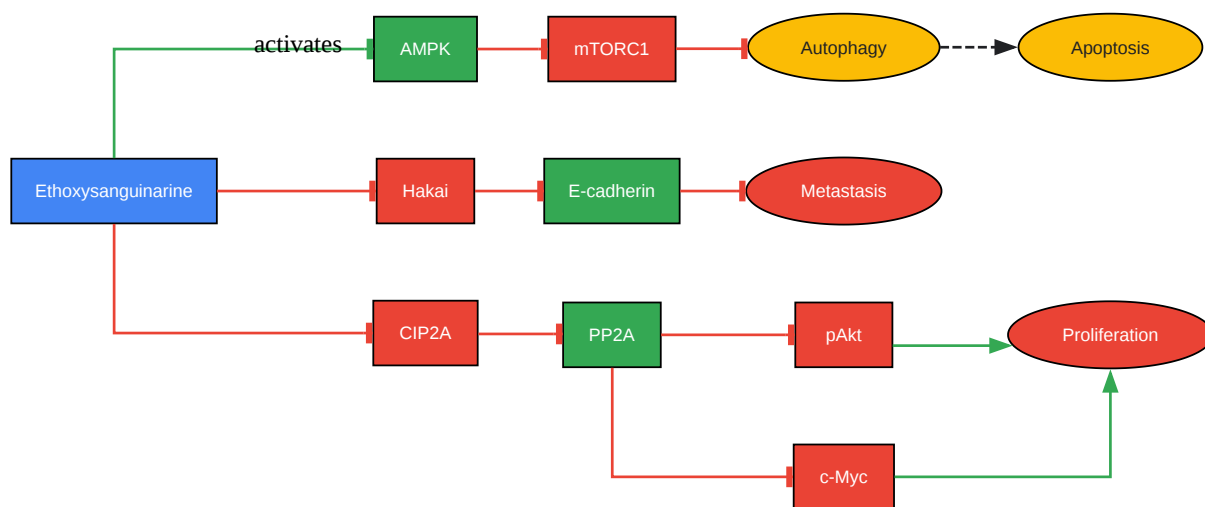 activates
AMPK
mTORC1
Autophagy
Apoptosis
Ethoxysanguinarine
Hakai
E-cadherin
Metastasis
CIP2A
PP2A
pAkt
Proliferation
c-Myc